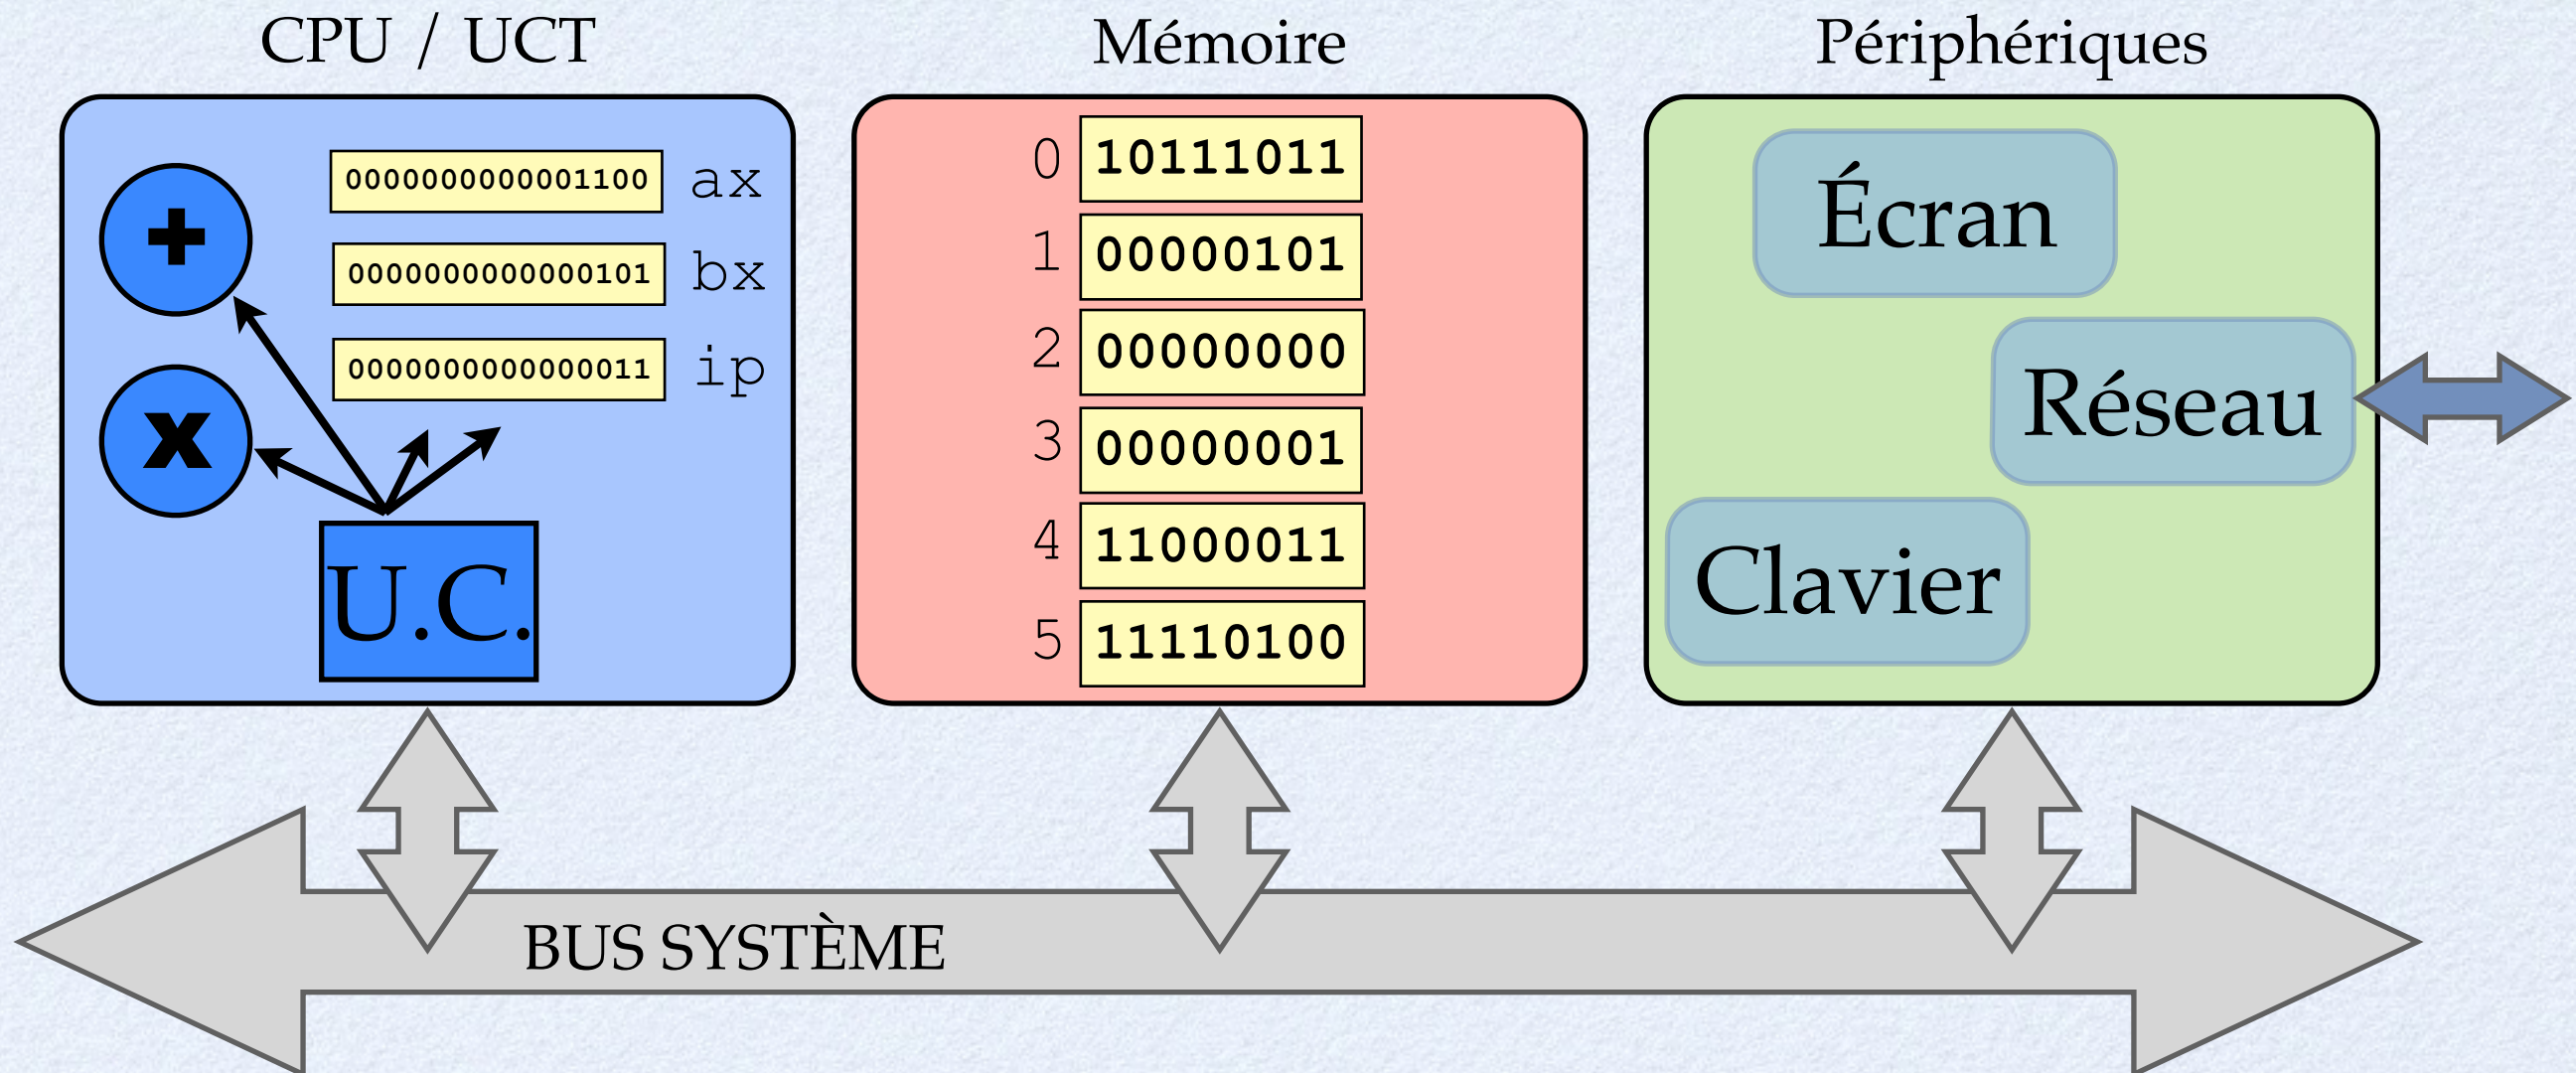 CPU / UCT
Mémoire
Périphériques
+
0000000000001100 ax
0000000000000101 bx
0000000000000011 ip
x
U.C.
0 10111011
1 00000101
2 00000000
3 00000001
4 11000011
5 11110100
Écran
Réseau
Clavier
BUS SYSTÈME